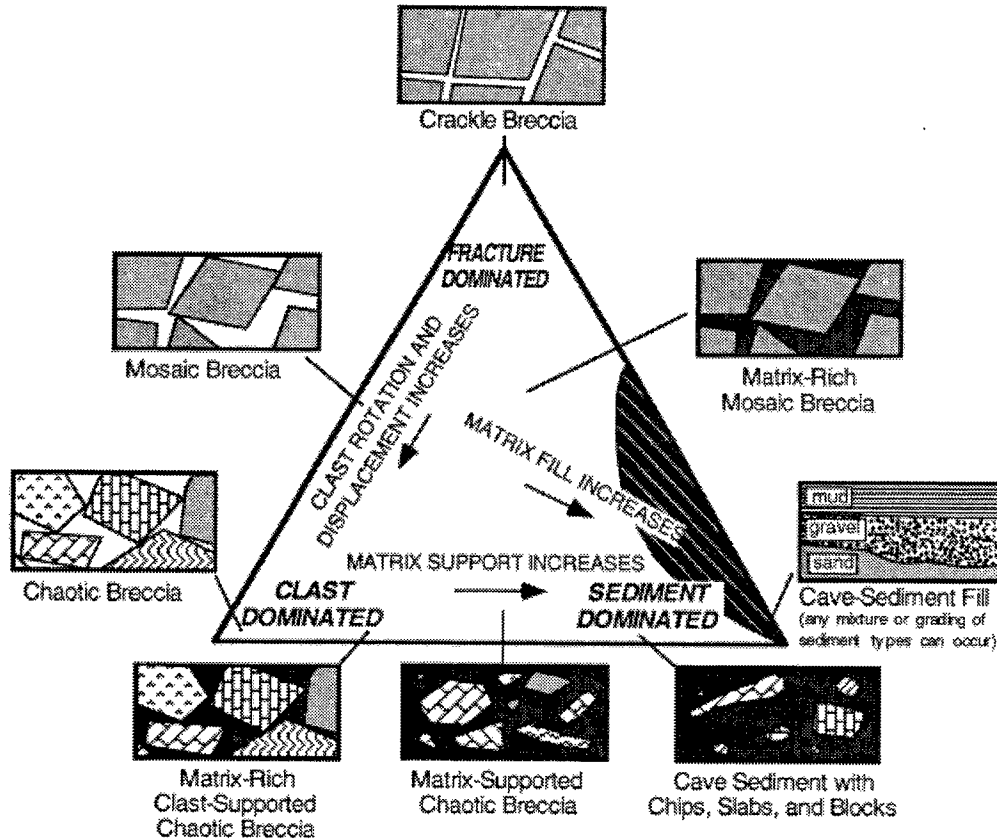 Crackle Breccia
FRACTURE
DOMINATED
Mosaic Breccia
Matrix-Rich
Mosaic Breccia
CLAST ROTATION AND
DISPLACEMENT INCREASES
MATRIX FILL INCREASES
mud
gravel
sand
Chaotic Breccia
MATRIX SUPPORT INCREASES
CLAST
DOMINATED
SEDIMENT
DOMINATED
Cave-Sediment Fill
(any mixture or grading of
sediment types can occur)
Matrix-Rich
Clast-Supported
Chaotic Breccia
Matrix-Supported
Chaotic Breccia
Cave Sediment with
Chips, Slabs, and Blocks